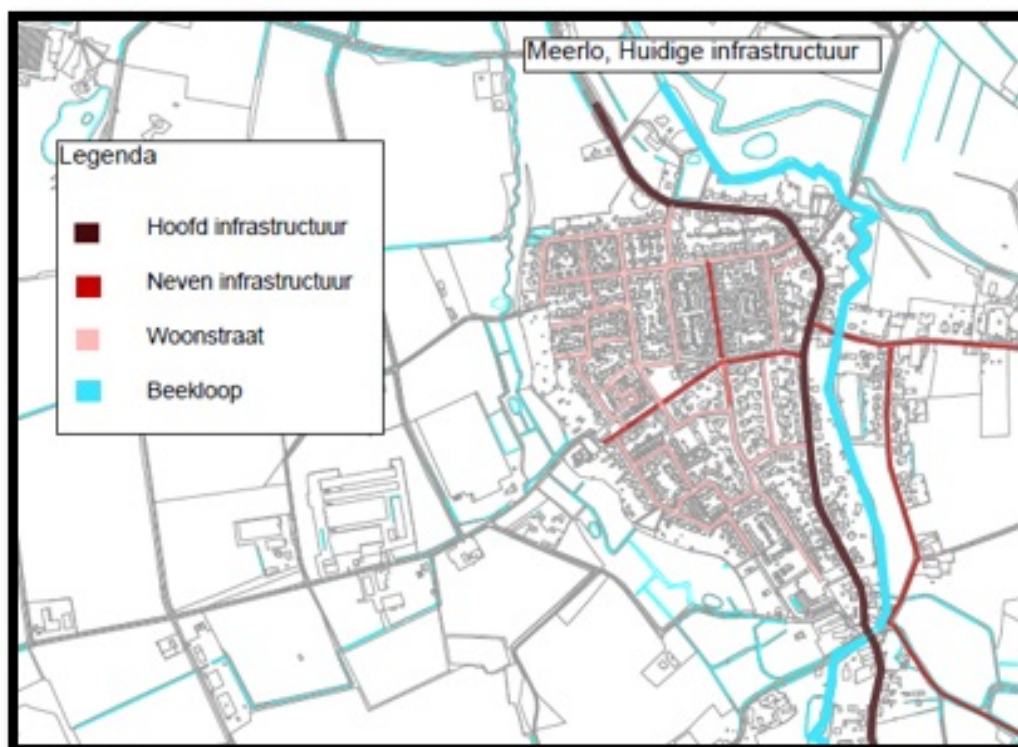 Meerlo, Huidige infrastructuur
Legenda
Hoofd infrastructuur
Neven infrastructuur
Woonstraat
Beekloop